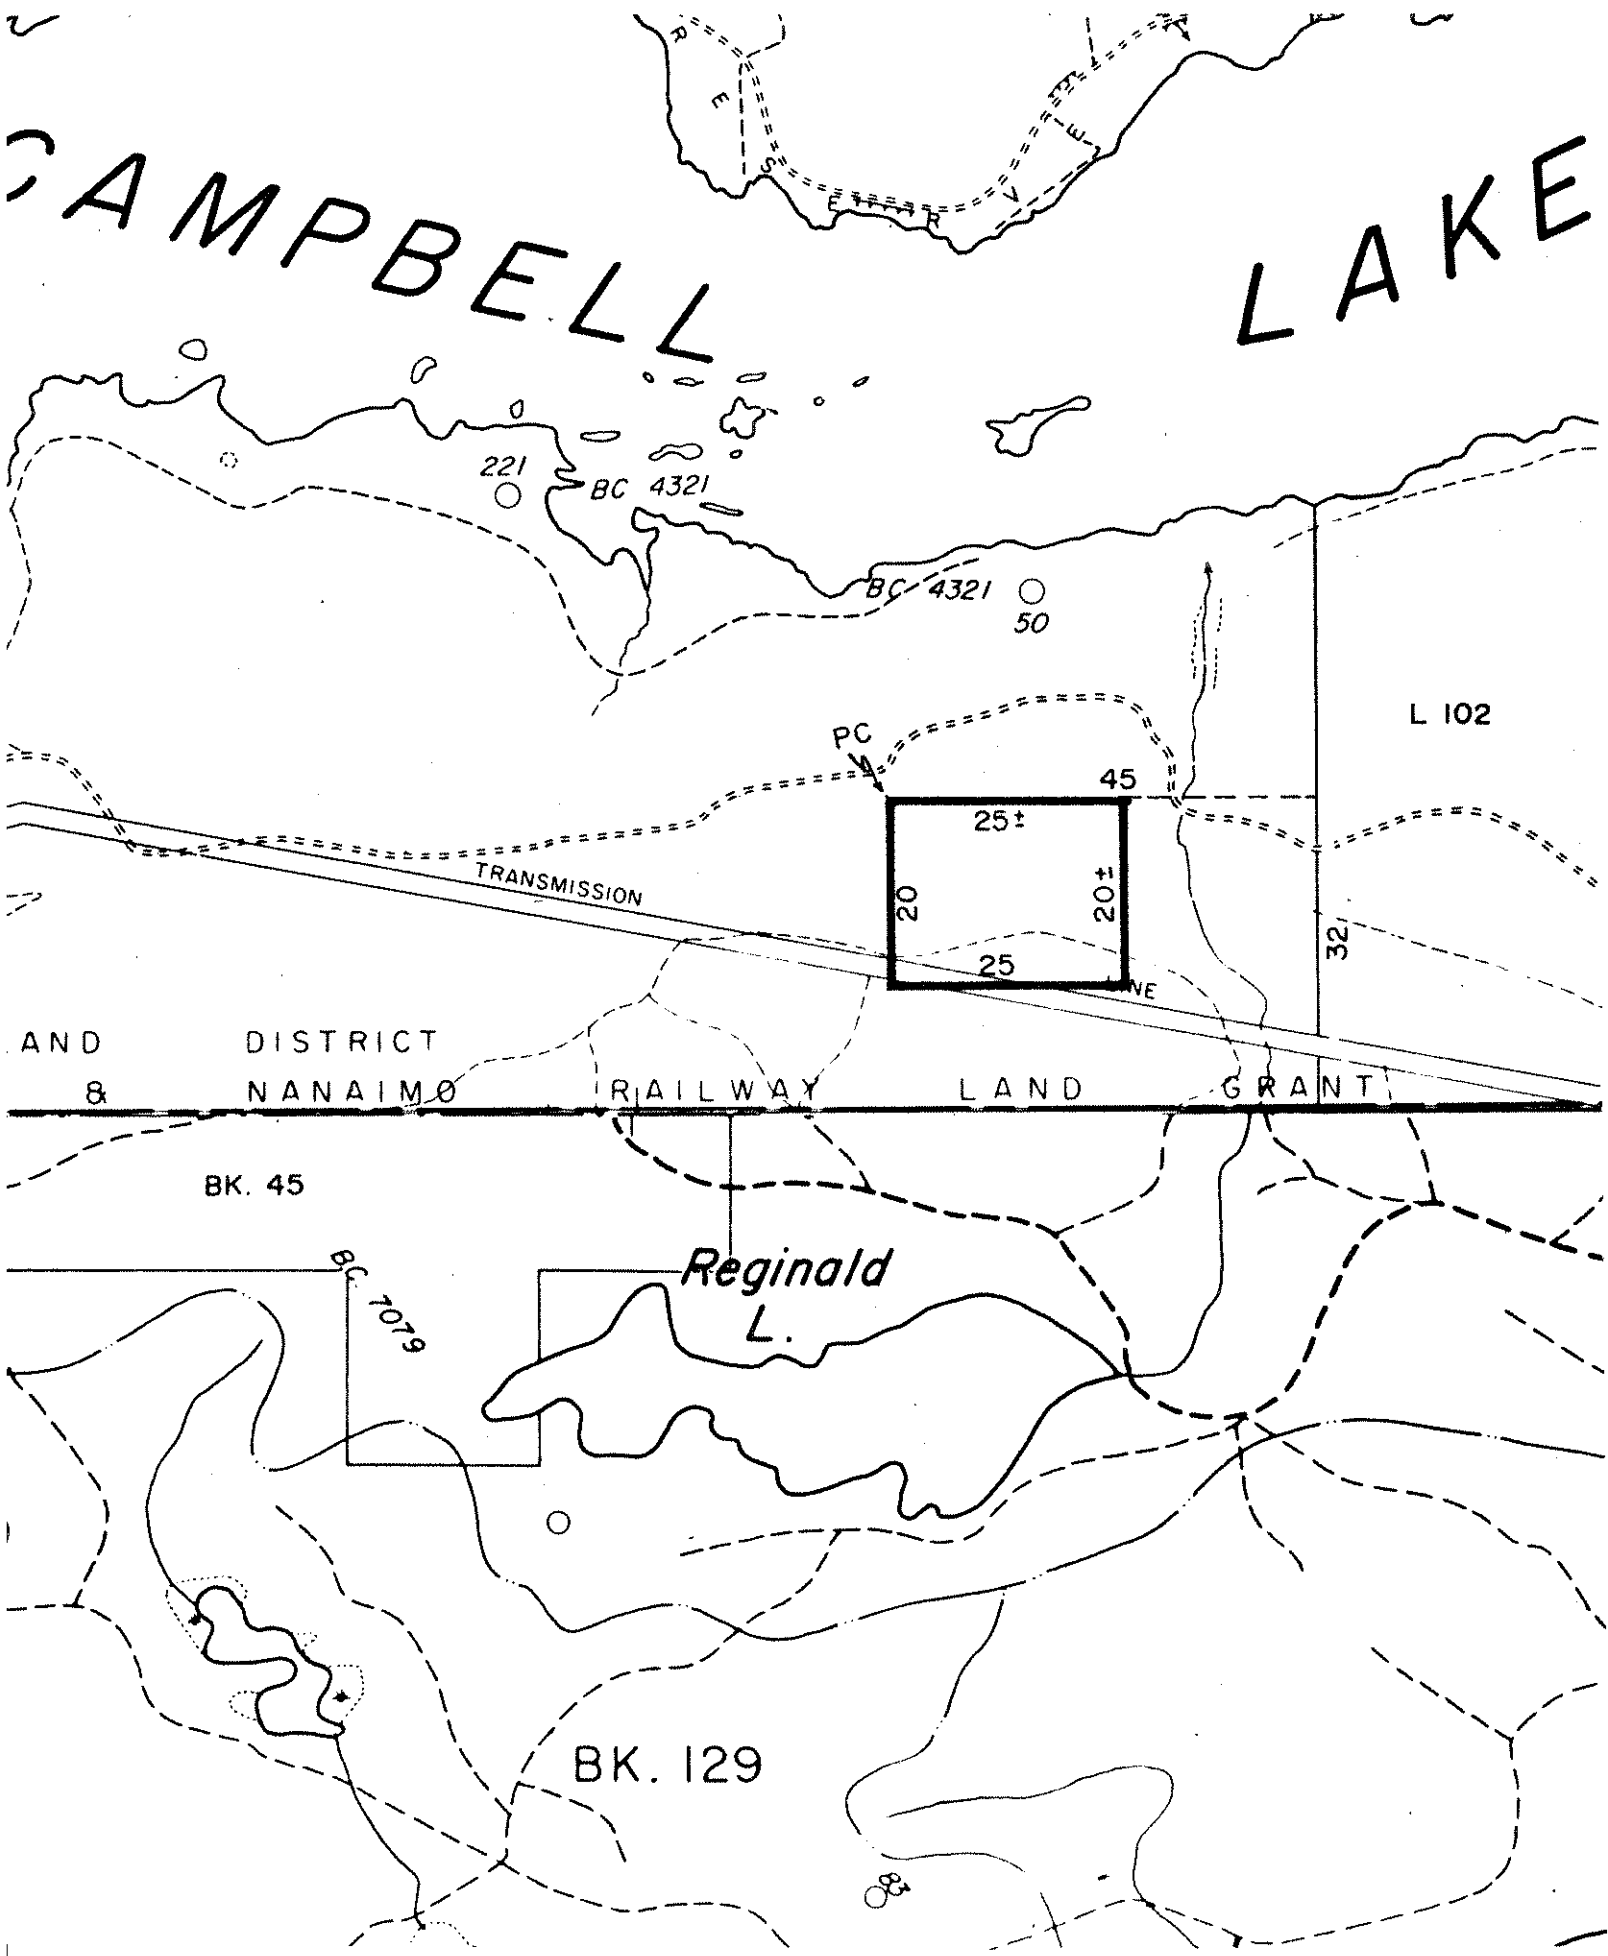 R E S E R V E
CAMPBELL LAKE
221
BC 4321
BC 4321
50
L 102
PC
45
25±
20
20±
25
32
TRANSMISSION LINE
AND DISTRICT
& NANAIMO RAILWAY LAND GRANT
BK. 45
BC. 7079
Reginald
L.
BK. 129
83